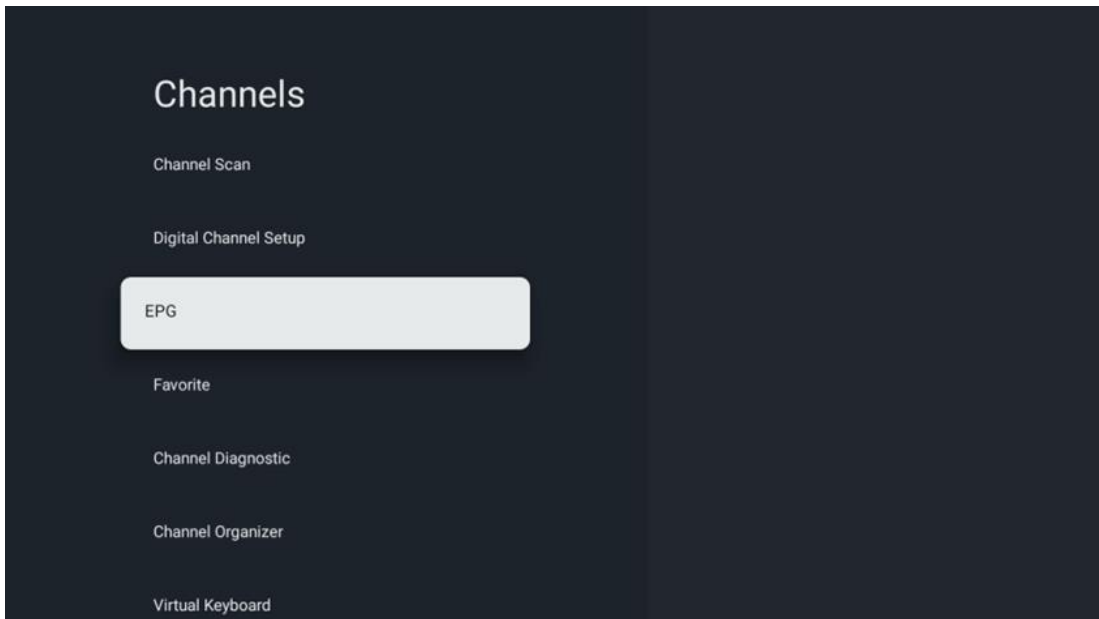 Channels
Channel Scan
Digital Channel Setup
EPG
Favorite
Channel Diagnostic
Channel Organizer
Virtual Keyboard